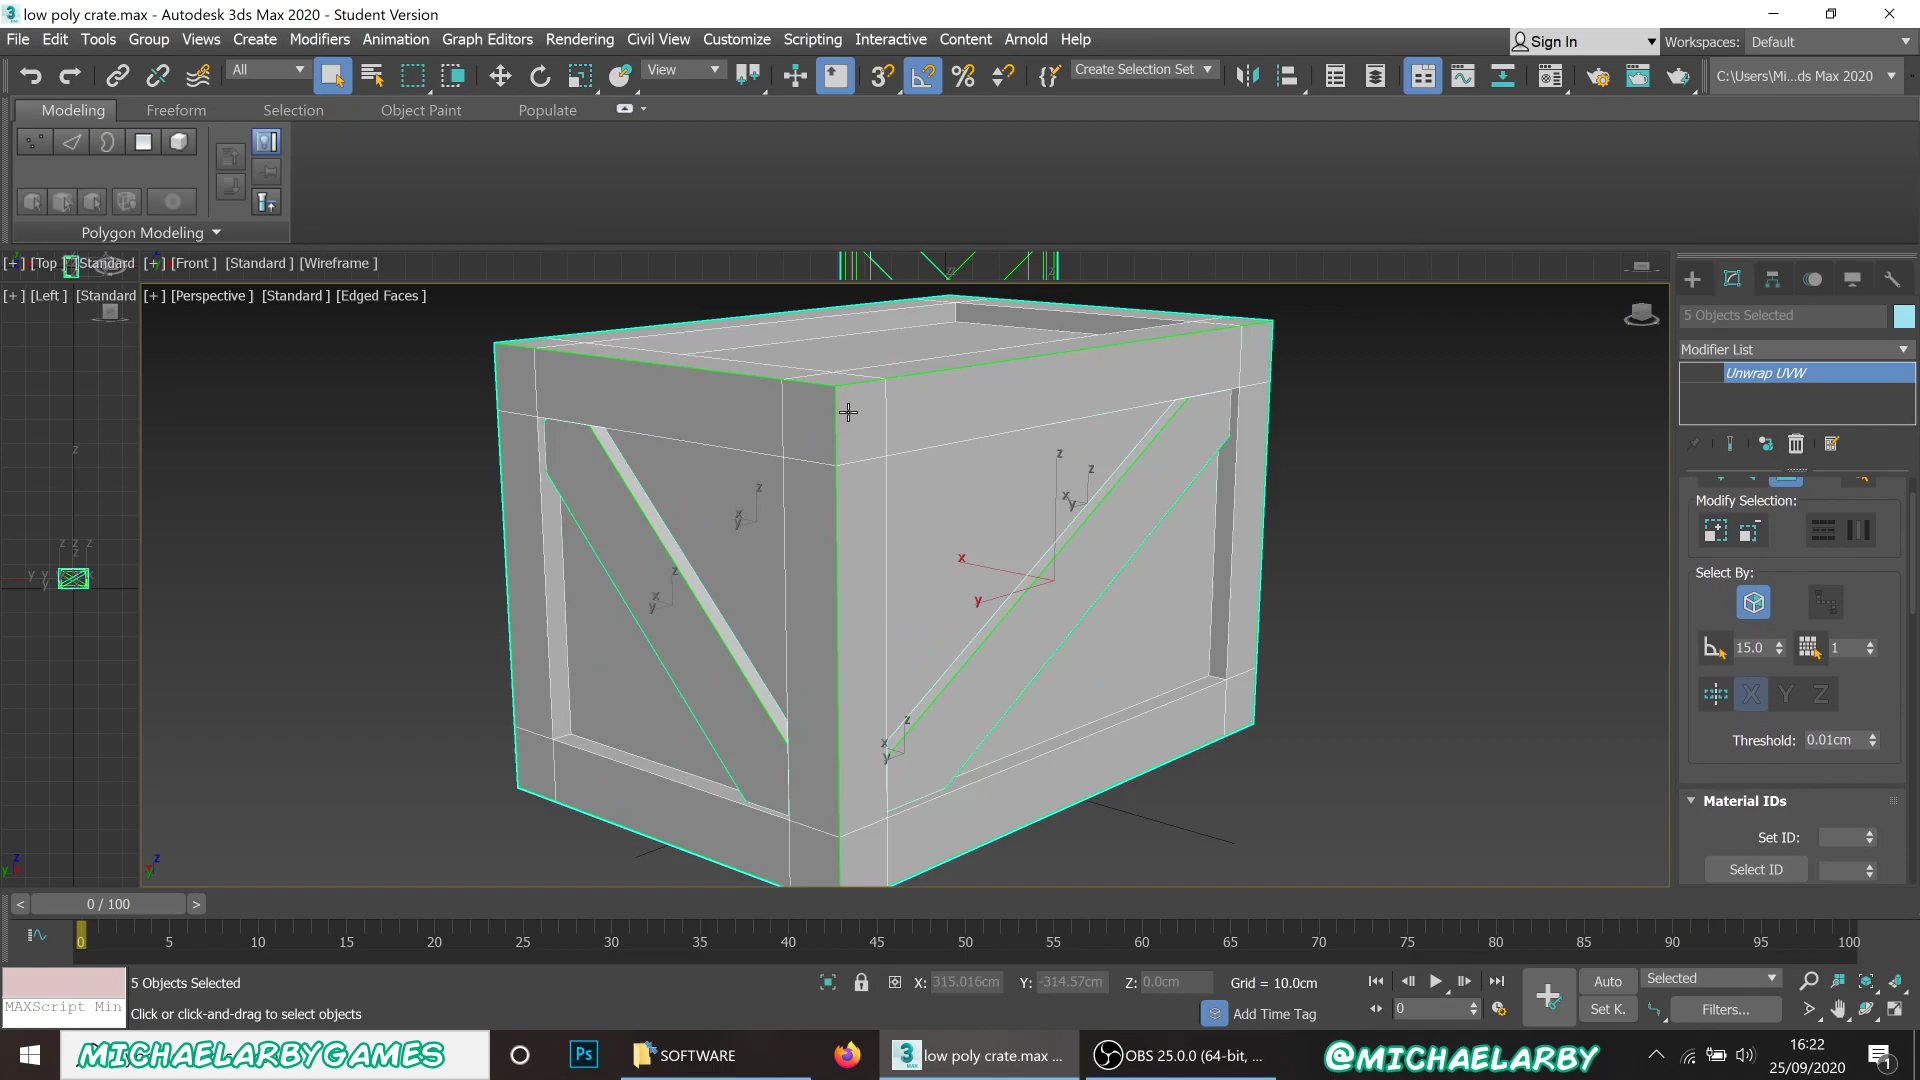 low poly crate.max - Autodesk 3ds Max 2020 - Student Version
File Edit Tools Group Views Create Modifiers Animation Graph Editors Rendering Civil View Customize Scripting Interactive Content Arnold Help
Sign In
Workspaces: Default
All
View
Create Selection Set
C:\Users\Mi...ds Max 2020
Modeling Freeform Selection Object Paint Populate
Polygon Modeling
[+] [Top ] [Standard
[+] [Front ] [Standard ] [Wireframe ]
[+] [Left ] [Standard
[+] [Perspective ] [Standard ] [Edged Faces ]
5 Objects Selected
Modifier List
Unwrap UVW
Modify Selection:
Select By:
15.0
1
X Y Z
Threshold: 0.01cm
Material IDs
Set ID:
Select ID
z
x
y
z
x
y
z
x
y
z
x
y
z
x
y
< 0 / 100 >
0 5 10 15 20 25 30 35 40 45 50 55 60 65 70 75 80 85 90 95 100
5 Objects Selected
X: 315.016cm Y: -314.57cm Z: 0.0cm
Grid = 10.0cm
Auto
Selected
MAXScript Min
Click or click-and-drag to select objects
Add Time Tag
0
Set K.
Filters...
MICHAELARBYGAMES
Ps
SOFTWARE
3
MAX
low poly crate.max ...
OBS 25.0.0 (64-bit, ...
@MICHAELARBY
16:22
25/09/2020
1